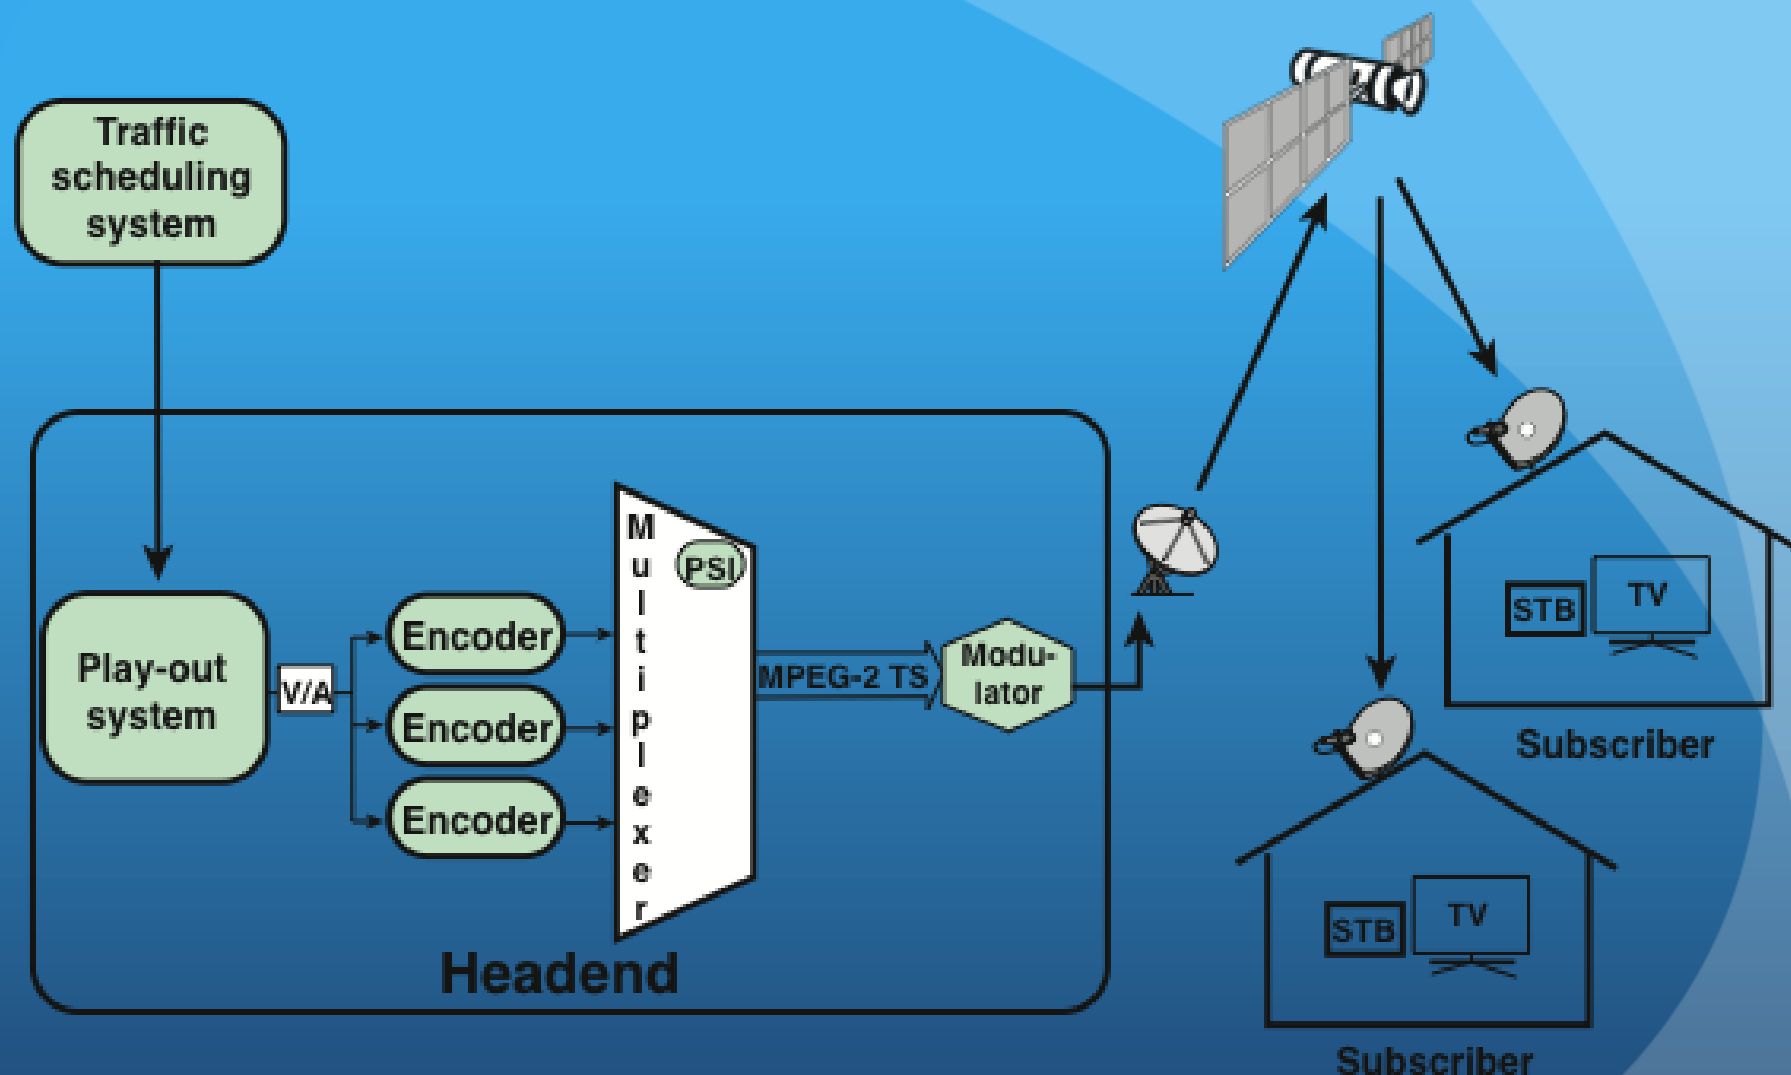 Traffic
scheduling
system
Play-out
system
V/A
Encoder
Encoder
Encoder
Multiplexer
PSI
MPEG-2 TS
Modu-
lator
Headend
STB
TV
Subscriber
STB
TV
Subscriber